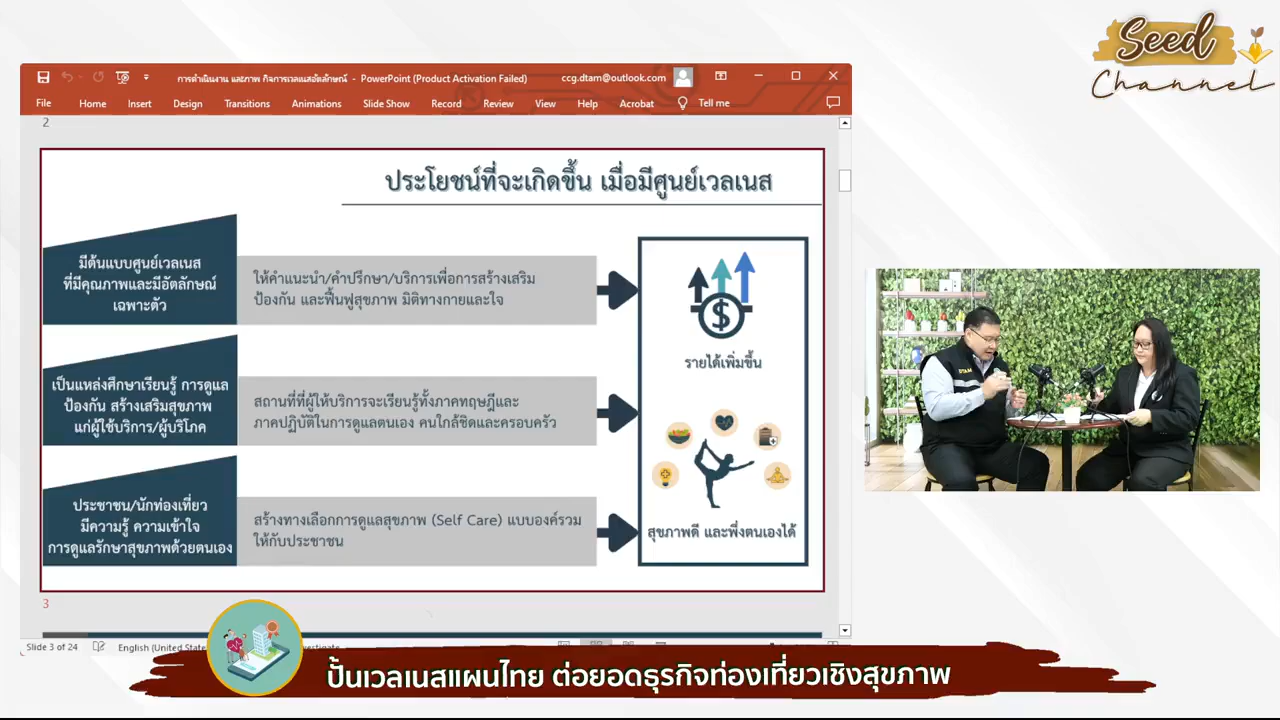 Seed
Channel
การดำเนินงาน และภาพ กิจการเวลเนสอัตลักษณ์ - PowerPoint (Product Activation Failed)
ccg.dtam@outlook.com
File Home Insert Design Transitions Animations Slide Show Record Review View Help Acrobat Tell me
2
ประโยชน์ที่จะเกิดขึ้น เมื่อมีศูนย์เวลเนส
มีต้นแบบศูนย์เวลเนส
ที่มีคุณภาพและมีอัตลักษณ์
เฉพาะตัว
ให้คำแนะนำ/คำปรึกษา/บริการเพื่อการสร้างเสริม
ป้องกัน และฟื้นฟูสุขภาพ มิติทางกายและใจ
เป็นแหล่งศึกษาเรียนรู้ การดูแล
ป้องกัน สร้างเสริมสุขภาพ
แก่ผู้ใช้บริการ/ผู้บริโภค
สถานที่ที่ผู้ให้บริการจะเรียนรู้ทั้งภาคทฤษฎีและ
ภาคปฏิบัติในการดูแลตนเอง คนใกล้ชิดและครอบครัว
ประชาชน/นักท่องเที่ยว
มีความรู้ ความเข้าใจ
การดูแลรักษาสุขภาพด้วยตนเอง
สร้างทางเลือกการดูแลสุขภาพ (Self Care) แบบองค์รวม
ให้กับประชาชน
$
รายได้เพิ่มขึ้น
สุขภาพดี และพึ่งตนเองได้
DTAM
3
Slide 3 of 24
English (United State
ปั้นเวลเนสแผนไทย ต่อยอดธุรกิจท่องเที่ยวเชิงสุขภาพ